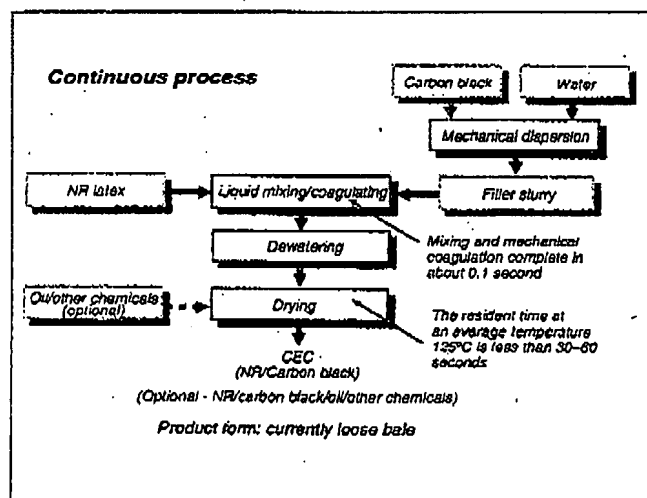 Continuous process
Carbon black
Water
Mechanical dispersion
NR latex
Liquid mixing/coagulating
Filler slurry
Dewatering
Mixing and mechanical
coagulation complete in
about 0.1 second
Oil/other chemicals
(optional)
Drying
The resident time at
an average temperature
125°C is less than 30–60
seconds
CEC
(NR/Carbon black)
(Optional - NR/carbon black/oil/other chemicals)
Product form: currently loose bale